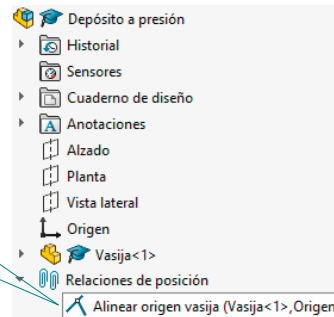 Depósito a presión
Historial
Sensores
Cuaderno de diseño
Anotaciones
Alzado
Planta
Vista lateral
Origen
Vasija<1>
Relaciones de posición
Alinear origen vasija (Vasija<1>,Origen